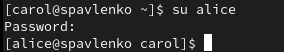 [carol@spavlenko ~]$ su alice
Password:
[alice@spavlenko carol]$